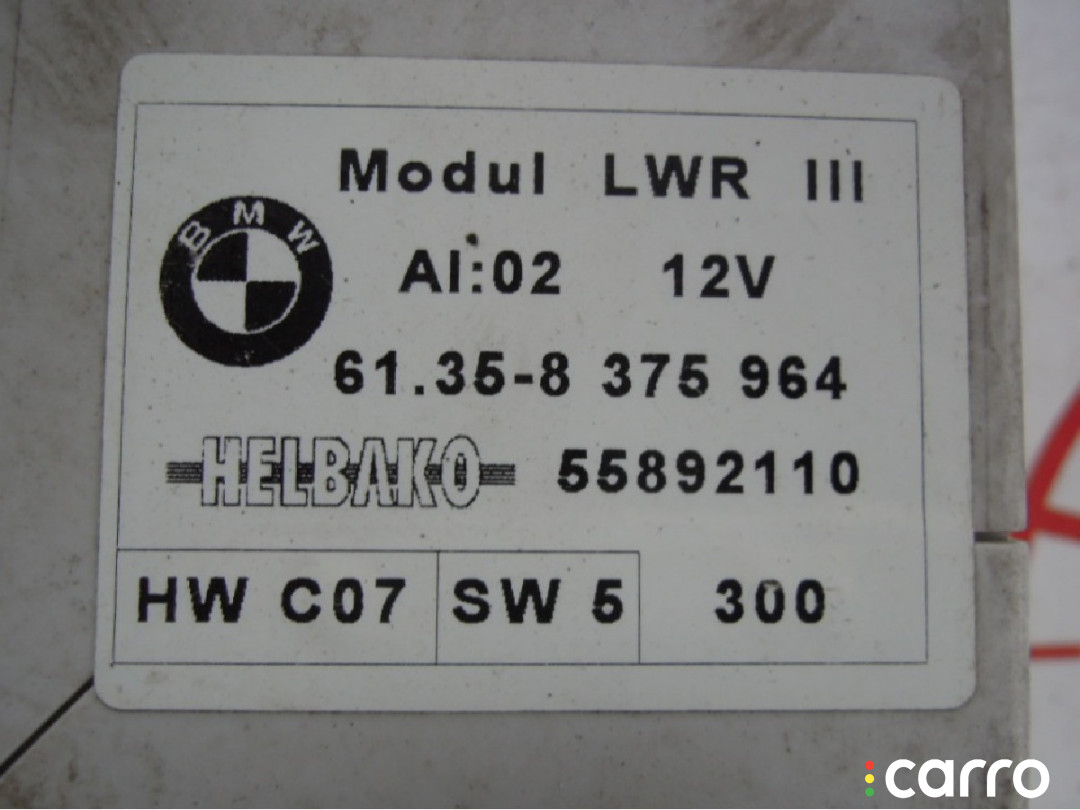 Modul LWR III
BMW
AI:02 12V
61.35-8 375 964
HELBAKO 55892110
HW C07 SW 5 300
carro